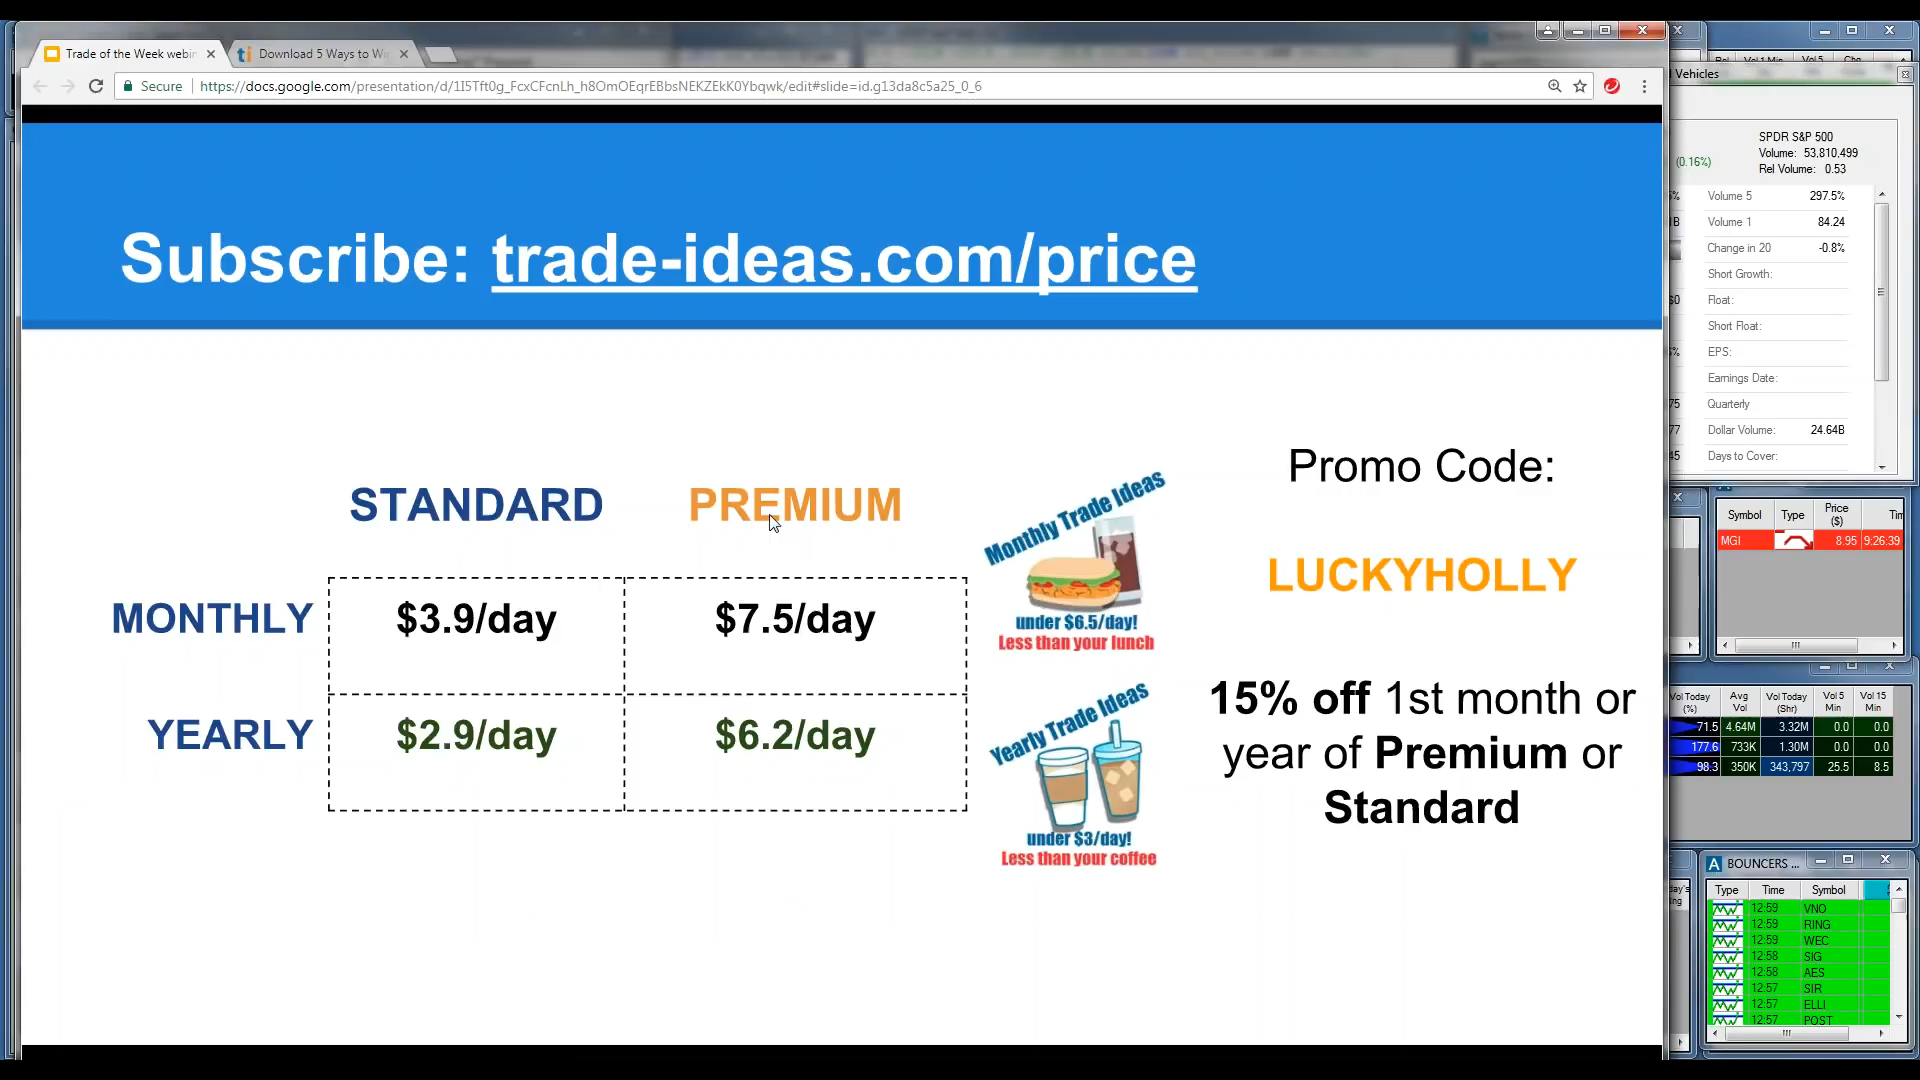 Trade of the Week webin
Download 5 Ways to Wi
Secure
https://docs.google.com/presentation/d/1I5Tft0g_FcxCFcnLh_h8OmOEqrEBbsNEKZEkK0Ybqwk/edit#slide=id.g13da8c5a25_0_6
Subscribe: trade-ideas.com/price
STANDARD PREMIUM
MONTHLY $3.9/day $7.5/day
YEARLY $2.9/day $6.2/day
Monthly Trade Ideas
under $6.5/day!
Less than your lunch
Yearly Trade Ideas
under $3/day!
Less than your coffee
Promo Code:
LUCKYHOLLY
15% off 1st month or
year of Premium or
Standard
Vehicles
(0.16%)
SPDR S&P 500
Volume: 53,810,499
Rel Volume: 0.53
Volume 5 297.5%
Volume 1 84.24
Change in 20 -0.8%
Short Growth:
Float:
Short Float:
EPS:
Earnings Date:
Quarterly
Dollar Volume: 24.64B
Days to Cover:
Symbol Type Price ($) Tim
MGI 8.95 9:26:39
Vol Today (%) Avg Vol Vol Today (Shr) Vol 5 Min Vol 15 Min
71.5 4.64M 3.32M 0.0 0.0
177.6 733K 1.30M 0.0 0.0
98.3 350K 343,797 25.5 8.5
BOUNCERS ...
Type Time Symbol
12:59 VNO
12:59 RING
12:59 WEC
12:58 SIG
12:58 AES
12:57 SIR
12:57 ELLI
12:57 POST